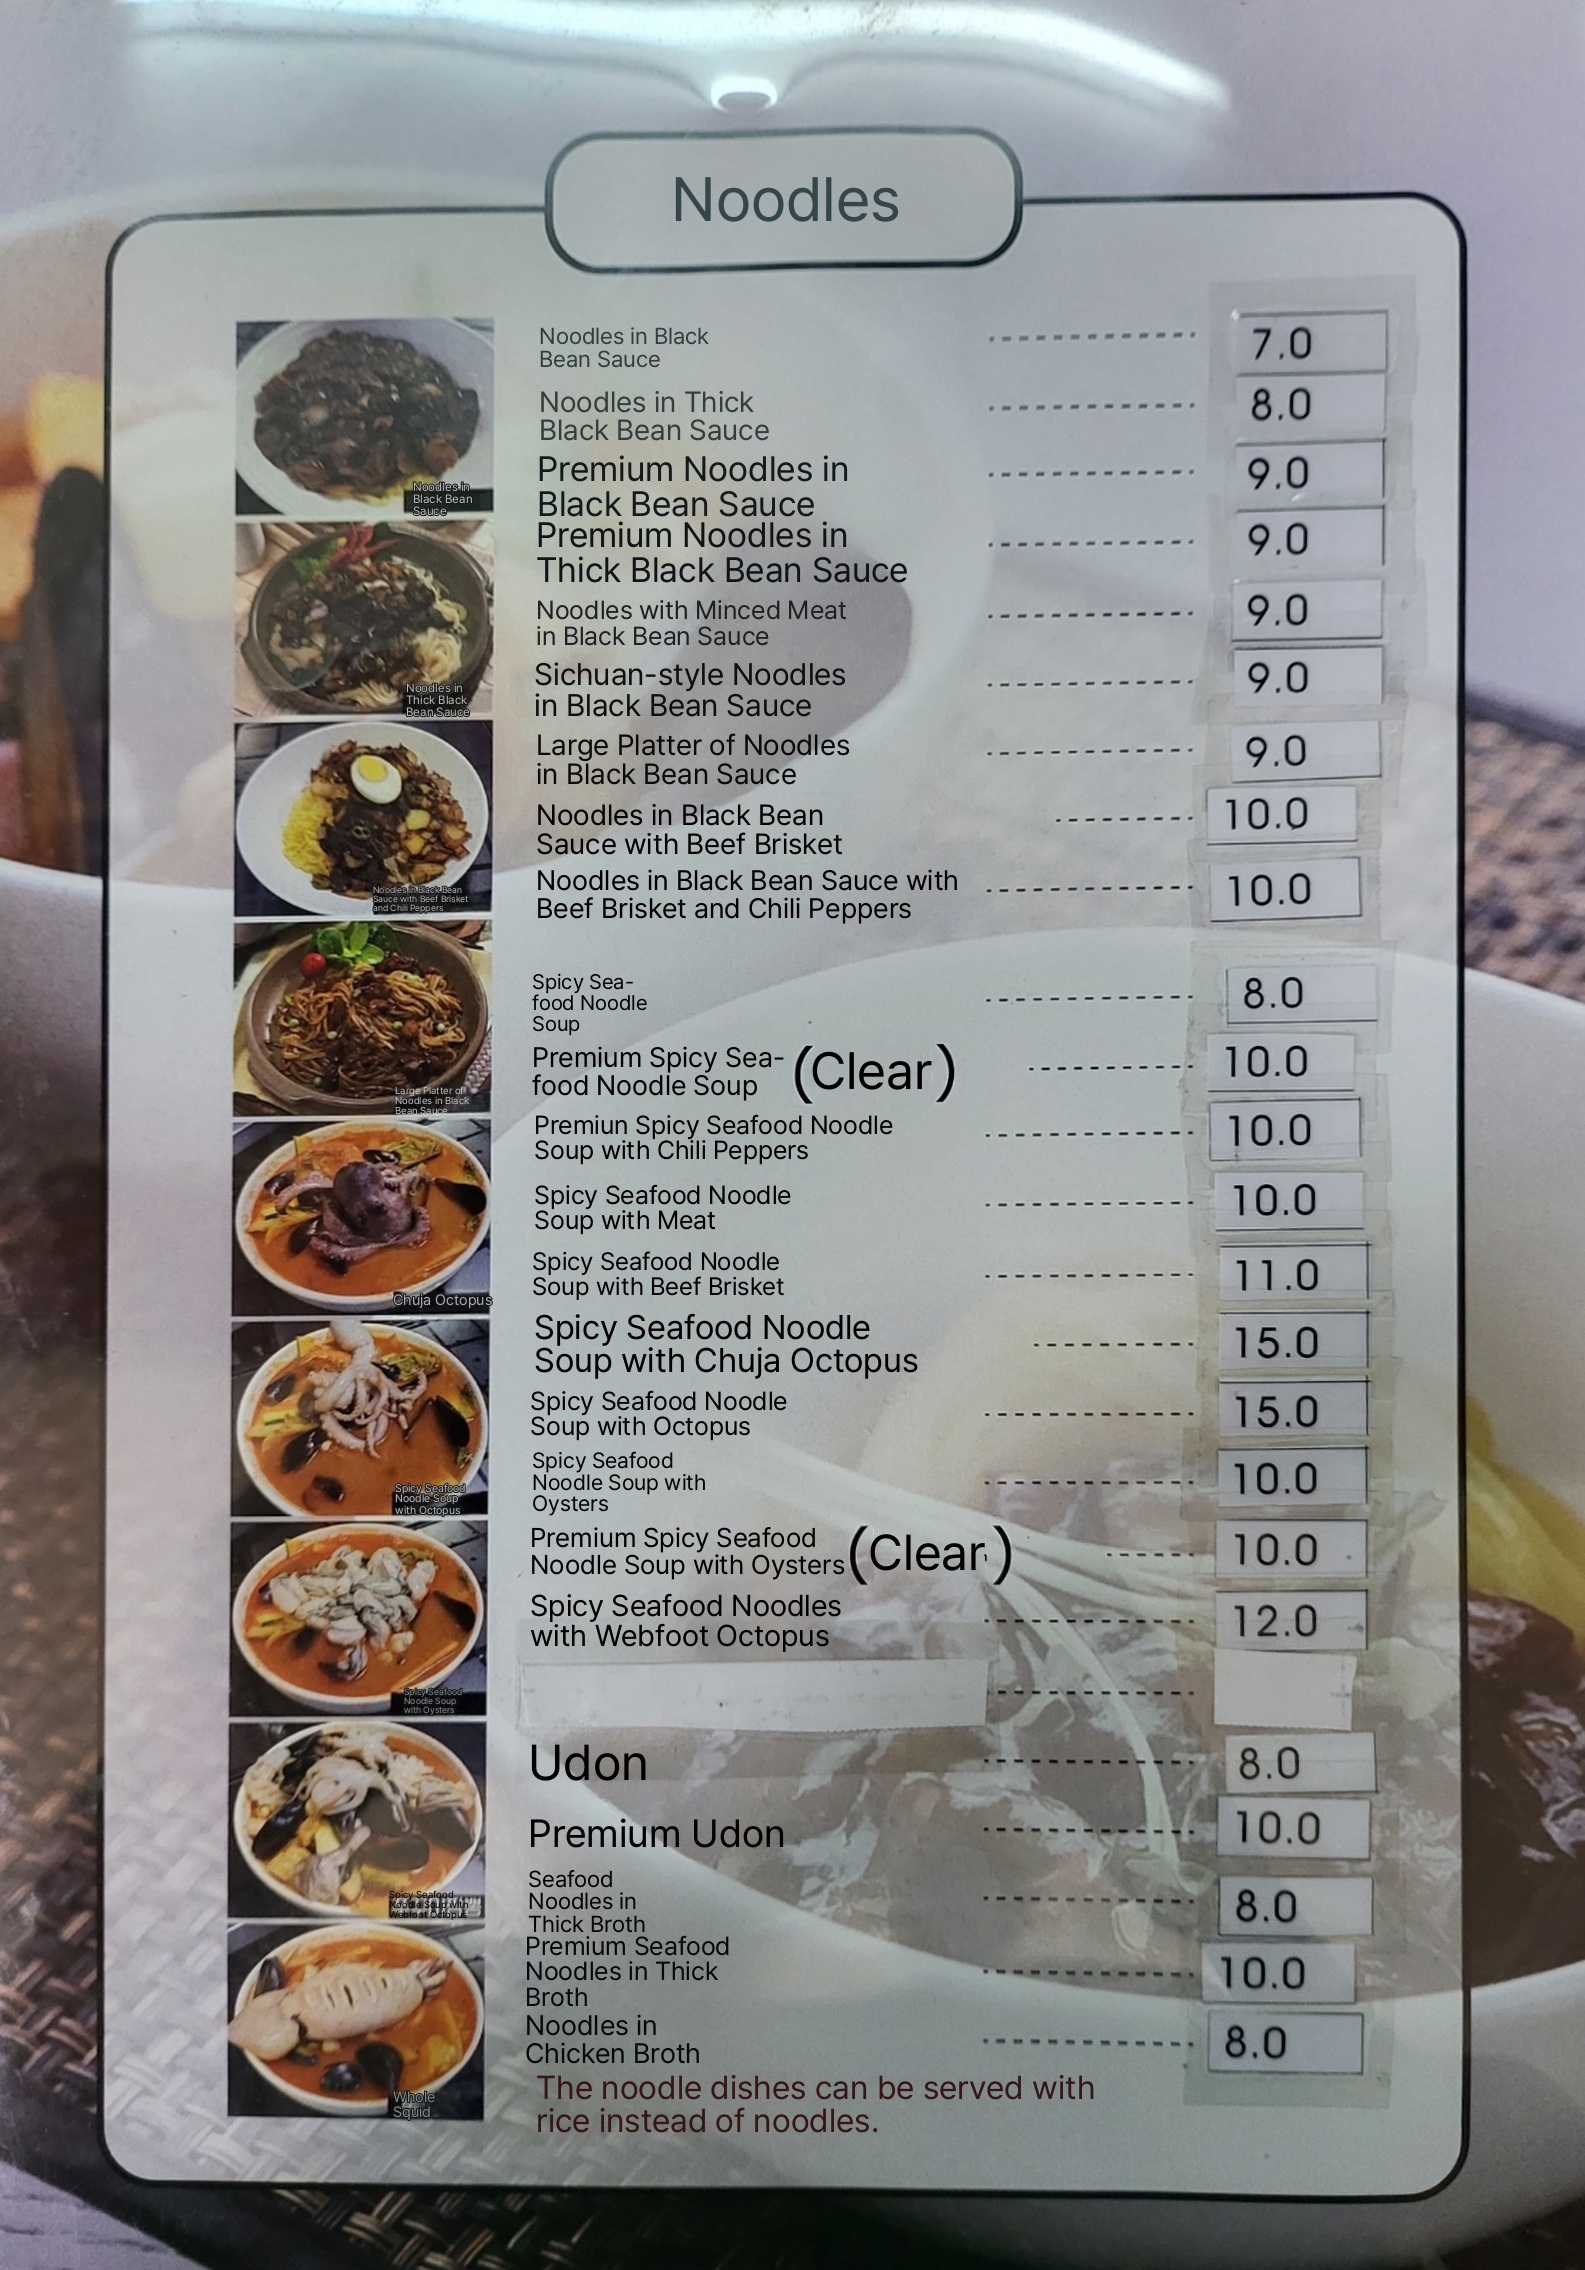 Noodles
Noodles in Black
Bean Sauce
7.0
Noodles in Thick
Black Bean Sauce
8.0
Premium Noodles in
Black Bean Sauce
9.0
Premium Noodles in
Thick Black Bean Sauce
9.0
Noodles with Minced Meat
in Black Bean Sauce
9.0
Sichuan-style Noodles
in Black Bean Sauce
9.0
Large Platter of Noodles
in Black Bean Sauce
9.0
Noodles in Black Bean
Sauce with Beef Brisket
10.0
Noodles in Black Bean Sauce with
Beef Brisket and Chili Peppers
10.0
Spicy Sea-
food Noodle
Soup
8.0
Premium Spicy Sea-
food Noodle Soup
(Clear)
10.0
Premiun Spicy Seafood Noodle
Soup with Chili Peppers
10.0
Spicy Seafood Noodle
Soup with Meat
10.0
Spicy Seafood Noodle
Soup with Beef Brisket
11.0
Spicy Seafood Noodle
Soup with Chuja Octopus
15.0
Spicy Seafood Noodle
Soup with Octopus
15.0
Spicy Seafood
Noodle Soup with
Oysters
10.0
Premium Spicy Seafood
Noodle Soup with Oysters
(Clear)
10.0
Spicy Seafood Noodles
with Webfoot Octopus
12.0
Udon
8.0
Premium Udon
10.0
Seafood
Noodles in
Thick Broth
8.0
Premium Seafood
Noodles in Thick
Broth
10.0
Noodles in
Chicken Broth
8.0
The noodle dishes can be served with
rice instead of noodles.
Noodles in
Black Bean
Sauce
Noodles in
Thick Black
Bean Sauce
Noodles in Black Bean
Sauce with Beef Brisket
and Chili Peppers
Large Platter of
Noodles in Black
Bean Sauce
Chuja Octopus
Spicy Seafood
Noodle Soup
with Octopus
Spicy Seafood
Noodle Soup
with Oysters
Spicy Seafood
Noodle Soup with
Webfoot Octopus
Whole
Squid